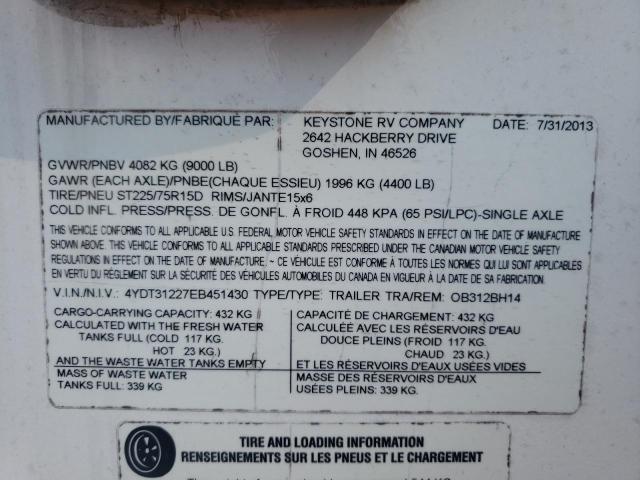 MANUFACTURED BY/FABRIQUÉ PAR: KEYSTONE RV COMPANY DATE: 7/31/2013
2642 HACKBERRY DRIVE
GOSHEN, IN 46526
GVWR/PNBV 4082 KG (9000 LB)
GAWR (EACH AXLE)/PNBE(CHAQUE ESSIEU) 1996 KG (4400 LB)
TIRE/PNEU ST225/75R15D RIMS/JANTE15x6
COLD INFL. PRESS/PRESS. DE GONFL. À FROID 448 KPA (65 PSI/LPC)-SINGLE AXLE
THIS VEHICLE CONFORMS TO ALL APPLICABLE U.S. FEDERAL MOTOR VEHICLE SAFETY STANDARDS IN EFFECT ON THE DATE OF MANUFACTURE
SHOWN ABOVE. THIS VEHICLE CONFORMS TO ALL APPLICABLE STANDARDS PRESCRIBED UNDER THE CANADIAN MOTOR VEHICLE SAFETY
REGULATIONS IN EFFECT ON THE DATE OF MANUFACTURE. ~ CE VÉHICULE EST CONFORME À TOUTES LES NORMES QUI LUI SONT APPLICABLES
EN VERTU DU RÈGLEMENT SUR LA SÉCURITÉ DES VÉHICULES AUTOMOBILES DU CANADA EN VIGUEUR À LA DATE DE SA FABRICATION.
V.I.N./N.I.V.: 4YDT31227EB451430 TYPE/TYPE: TRAILER TRA/REM: OB312BH14
CARGO-CARRYING CAPACITY: 432 KG
CALCULATED WITH THE FRESH WATER
TANKS FULL (COLD 117 KG.
HOT 23 KG.)
AND THE WASTE WATER TANKS EMPTY
MASS OF WASTE WATER
TANKS FULL: 339 KG
CAPACITÉ DE CHARGEMENT: 432 KG
CALCULÉE AVEC LES RÉSERVOIRS D'EAU
DOUCE PLEINS (FROID 117 KG.
CHAUD 23 KG.)
ET LES RÉSERVOIRS D'EAUX USÉES VIDES
MASSE DES RÉSERVOIRS D'EAUX
USÉES PLEINS: 339 KG
TIRE AND LOADING INFORMATION
RENSEIGNEMENTS SUR LES PNEUS ET LE CHARGEMENT